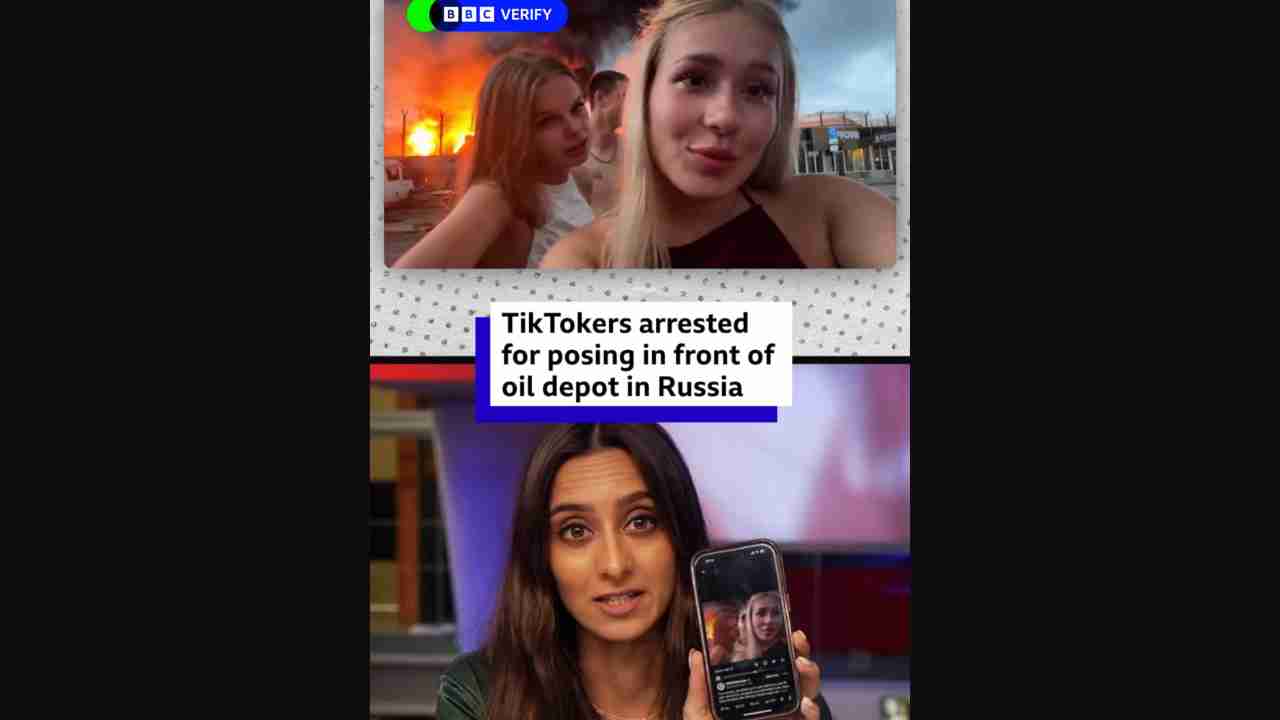 BBC VERIFY
TikTokers arrested
for posing in front of
oil depot in Russia